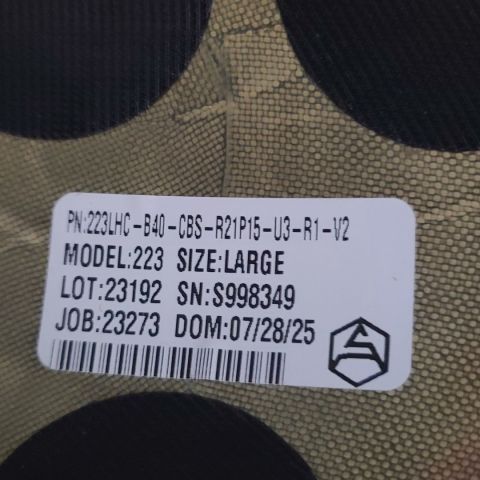 PN:223LHC-B40-CBS-R21P15-U3-R1-V2
MODEL:223 SIZE:LARGE
LOT:23192 SN:S998349
JOB:23273 DOM:07/28/25